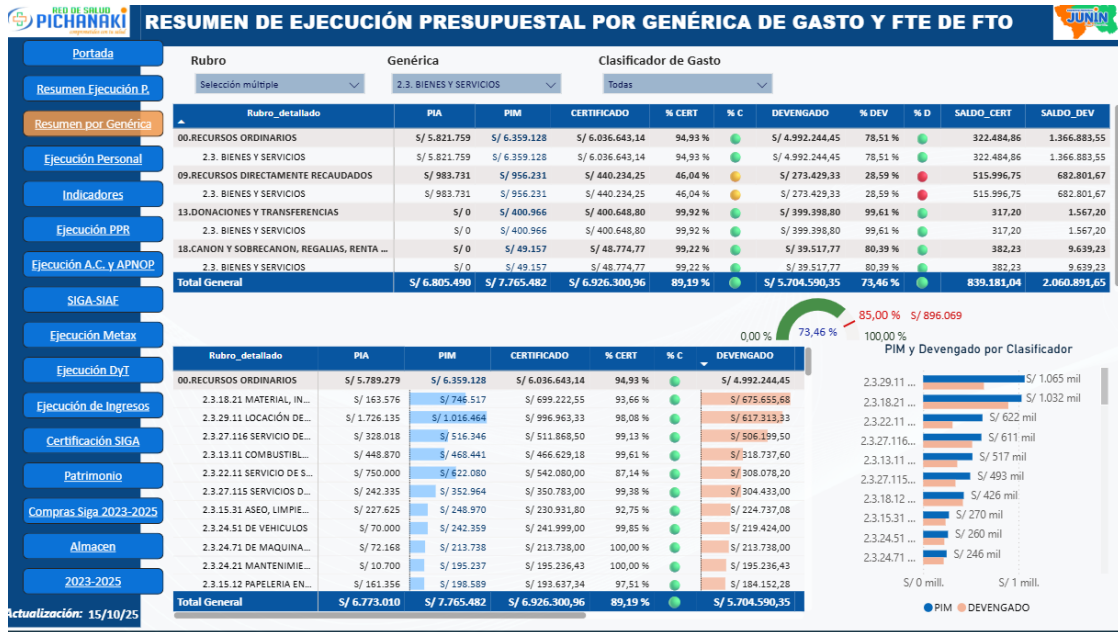 RED DE SALUD
PICHANAKI
comprometidos con tu salud
RESUMEN DE EJECUCIÓN PRESUPUESTAL POR GENÉRICA DE GASTO Y FTE DE FTO
JUNÍN
Portada
Resumen Ejecución P.
Resumen por Genérica
Ejecución Personal
Indicadores
Ejecución PPR
Ejecución A.C. y APNOP
SIGA-SIAF
Ejecución Metax
Ejecución DyT
Ejecución de Ingresos
Certificación SIGA
Patrimonio
Compras Siga 2023-2025
Almacen
2023-2025
Actualización: 15/10/25
Rubro Genérica Clasificador de Gasto
Selección múltiple 2.3. BIENES Y SERVICIOS Todas
Rubro_detallado PIA PIM CERTIFICADO % CERT % C DEVENGADO % DEV % D SALDO_CERT SALDO_DEV
00.RECURSOS ORDINARIOS S/ 5.821.759 S/ 6.359.128 S/ 6.036.643,14 94,93 % S/ 4.992.244,45 78,51 % 322.484,86 1.366.883,55
2.3. BIENES Y SERVICIOS S/ 5.821.759 S/ 6.359.128 S/ 6.036.643,14 94,93 % S/ 4.992.244,45 78,51 % 322.484,86 1.366.883,55
09.RECURSOS DIRECTAMENTE RECAUDADOS S/ 983.731 S/ 956.231 S/ 440.234,25 46,04 % S/ 273.429,33 28,59 % 515.996,75 682.801,67
2.3. BIENES Y SERVICIOS S/ 983.731 S/ 956.231 S/ 440.234,25 46,04 % S/ 273.429,33 28,59 % 515.996,75 682.801,67
13.DONACIONES Y TRANSFERENCIAS S/ 0 S/ 400.966 S/ 400.648,80 99,92 % S/ 399.398,80 99,61 % 317,20 1.567,20
2.3. BIENES Y SERVICIOS S/ 0 S/ 400.966 S/ 400.648,80 99,92 % S/ 399.398,80 99,61 % 317,20 1.567,20
18.CANON Y SOBRECANON, REGALIAS, RENTA ... S/ 0 S/ 49.157 S/ 48.774,77 99,22 % S/ 39.517,77 80,39 % 382,23 9.639,23
2.3. BIENES Y SERVICIOS S/ 0 S/ 49.157 S/ 48.774,77 99,22 % S/ 39.517,77 80,39 % 382,23 9.639,23
Total General S/ 6.805.490 S/ 7.765.482 S/ 6.926.300,96 89,19 % S/ 5.704.590,35 73,46 % 839.181,04 2.060.891,65
85,00 % S/ 896.069
0,00 % 73,46 % 100,00 %
Rubro_detallado PIA PIM CERTIFICADO % CERT % C DEVENGADO
00.RECURSOS ORDINARIOS S/ 5.789.279 S/ 6.359.128 S/ 6.036.643,14 94,93 % S/ 4.992.244,45
2.3.18.21 MATERIAL, IN... S/ 163.576 S/ 746.517 S/ 699.222,55 93,66 % S/ 675.655,68
2.3.29.11 LOCACIÓN DE... S/ 1.726.135 S/ 1.016.464 S/ 996.963,33 98,08 % S/ 617.313,33
2.3.27.116 SERVICIO DE... S/ 328.018 S/ 516.346 S/ 511.868,50 99,13 % S/ 506.199,50
2.3.13.11 COMBUSTIBL... S/ 448.870 S/ 468.441 S/ 466.629,18 99,61 % S/ 318.737,60
2.3.22.11 SERVICIO DE S... S/ 750.000 S/ 622.080 S/ 542.080,00 87,14 % S/ 308.078,20
2.3.27.115 SERVICIOS D... S/ 242.335 S/ 352.964 S/ 350.783,00 99,38 % S/ 304.433,00
2.3.15.31 ASEO, LIMPIE... S/ 227.625 S/ 248.970 S/ 230.931,80 92,75 % S/ 224.737,08
2.3.24.51 DE VEHICULOS S/ 70.000 S/ 242.359 S/ 241.999,00 99,85 % S/ 219.424,00
2.3.24.71 DE MAQUINA... S/ 72.168 S/ 213.738 S/ 213.738,00 100,00 % S/ 213.738,00
2.3.24.21 MANTENIMIE... S/ 10.700 S/ 195.237 S/ 195.236,43 100,00 % S/ 195.236,43
2.3.15.12 PAPELERIA EN... S/ 161.356 S/ 198.589 S/ 193.637,34 97,51 % S/ 184.152,28
Total General S/ 6.773.010 S/ 7.765.482 S/ 6.926.300,96 89,19 % S/ 5.704.590,35
PIM y Devengado por Clasificador
2.3.29.11 ... S/ 1.065 mil
2.3.18.21 ... S/ 1.032 mil
2.3.22.11 ... S/ 622 mil
2.3.27.116... S/ 611 mil
2.3.13.11 ... S/ 517 mil
2.3.27.115... S/ 493 mil
2.3.18.12 ... S/ 426 mil
2.3.15.31 ... S/ 270 mil
2.3.24.51 ... S/ 260 mil
2.3.24.71 ... S/ 246 mil
S/ 0 mill. S/ 1 mill.
PIM DEVENGADO